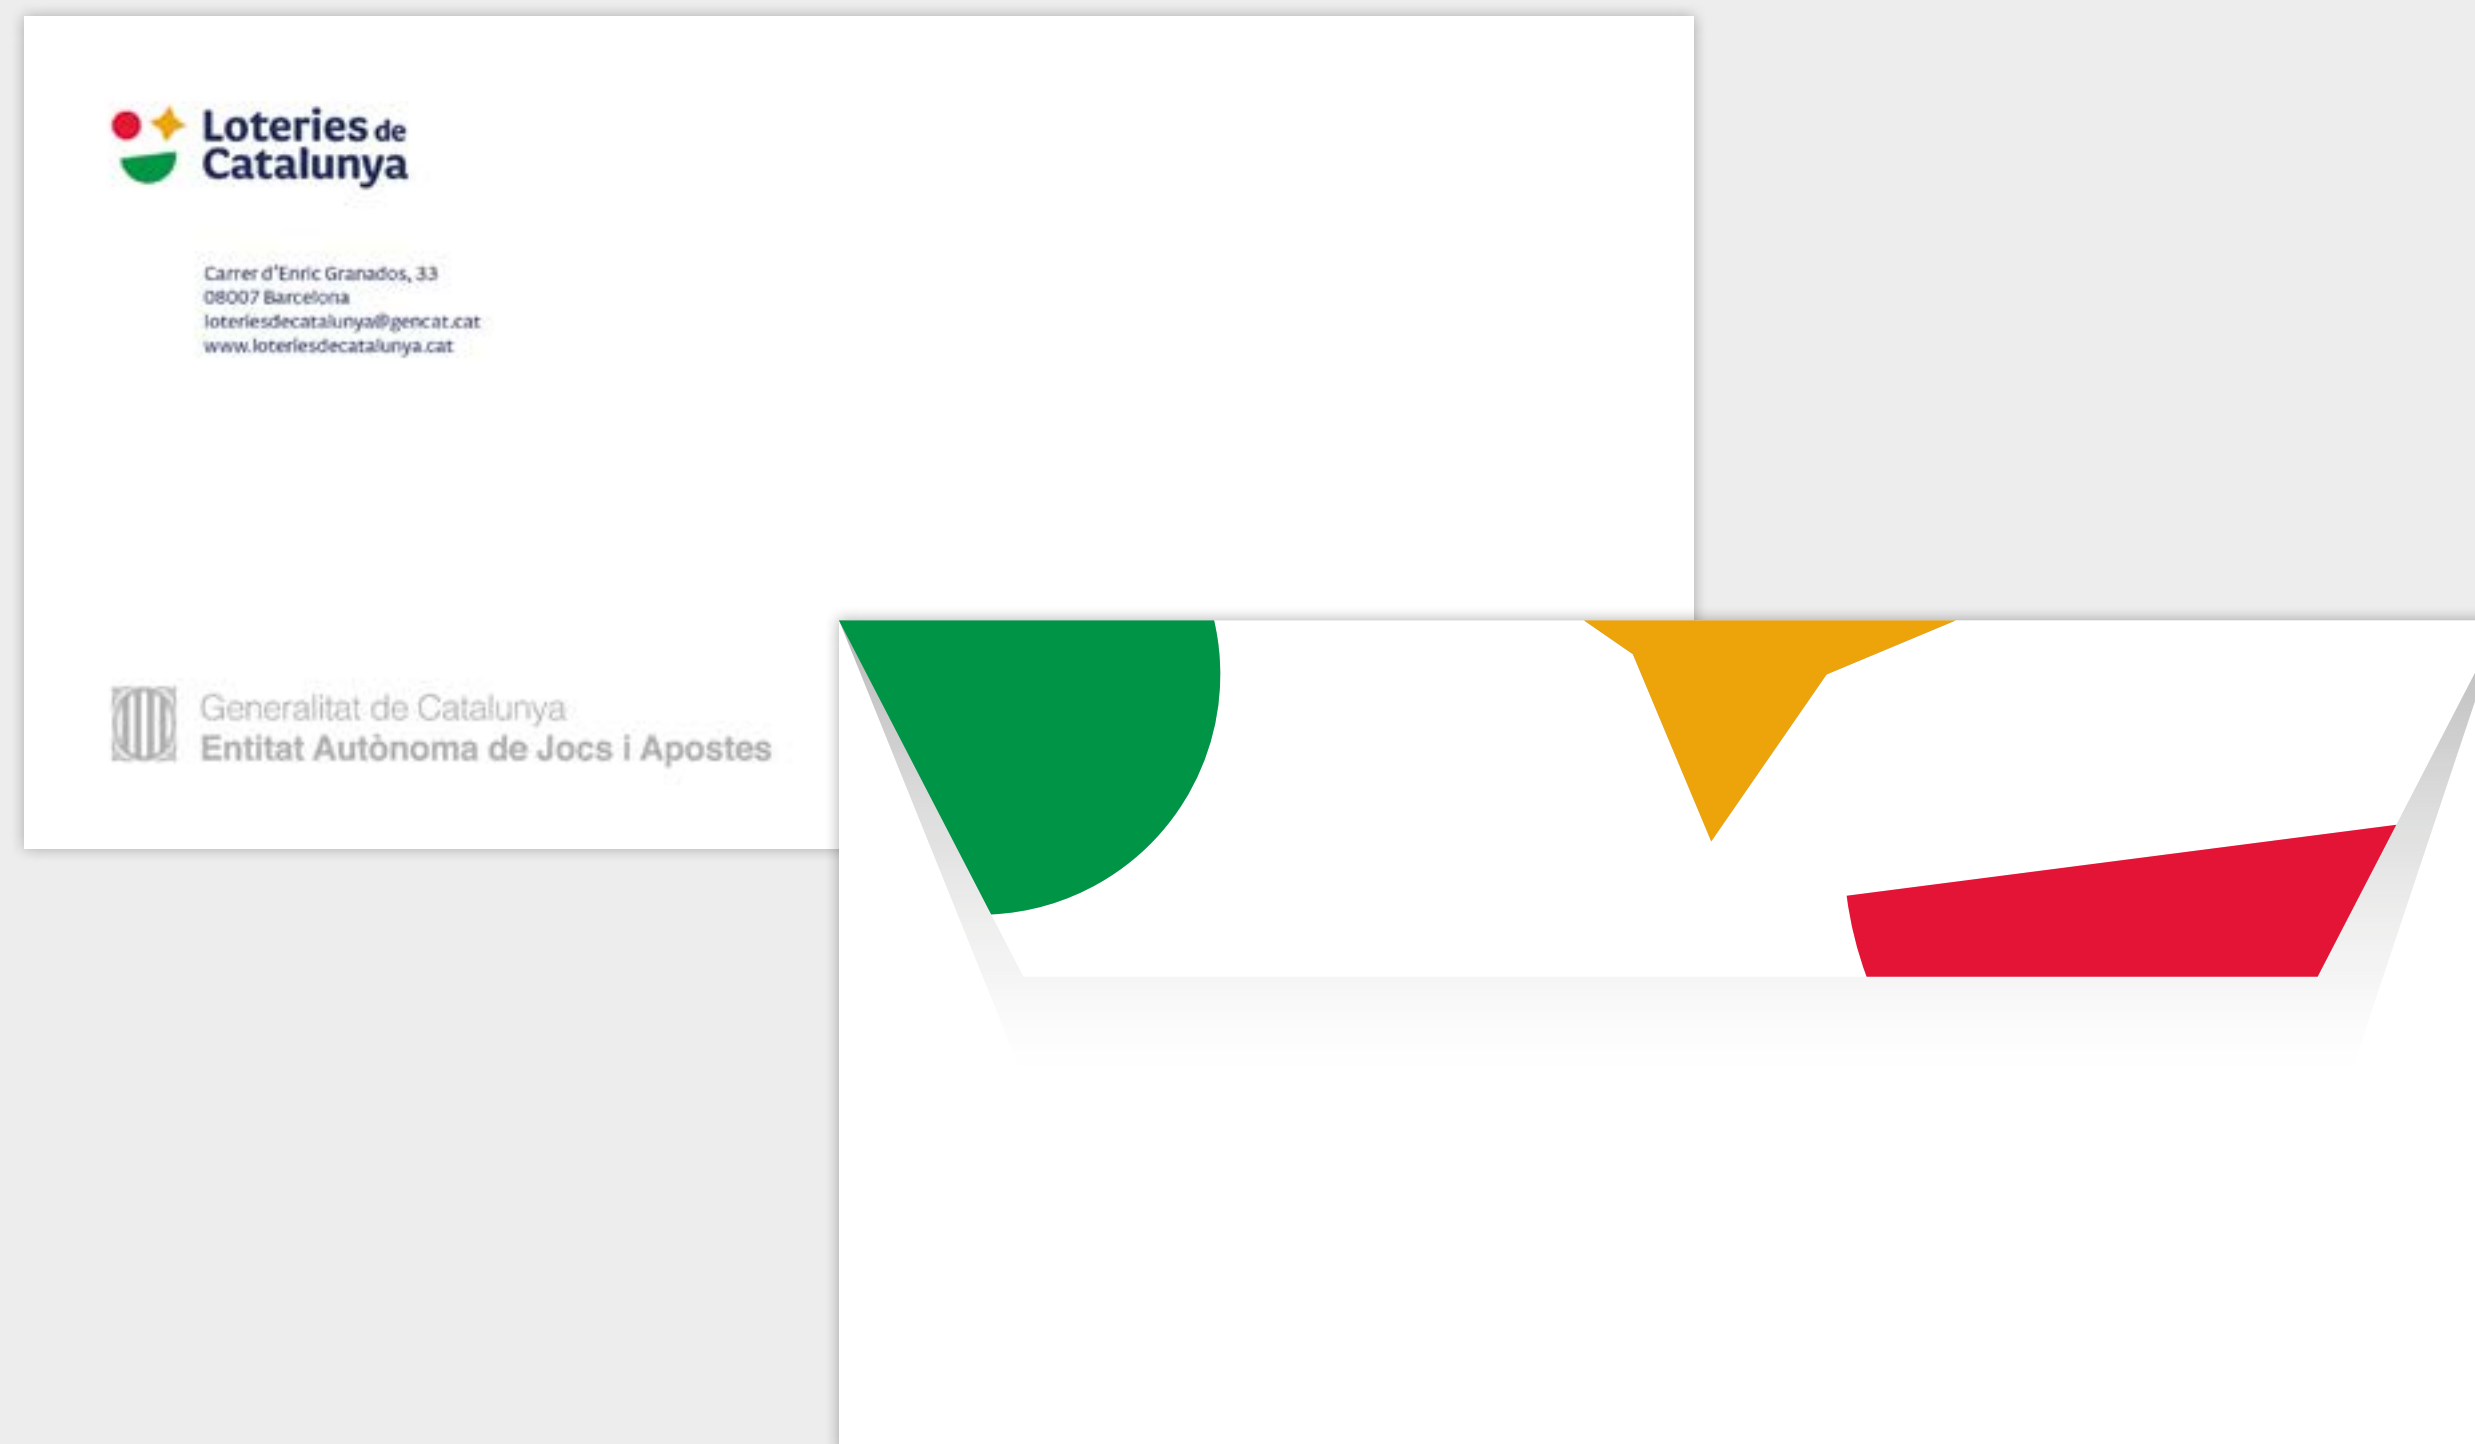 Loteries de
Catalunya
Carrer d'Enric Granados, 33
08007 Barcelona
loteriesdecatalunya@gencat.cat
www.loteriesdecatalunya.cat
Generalitat de Catalunya
Entitat Autònoma de Jocs i Apostes